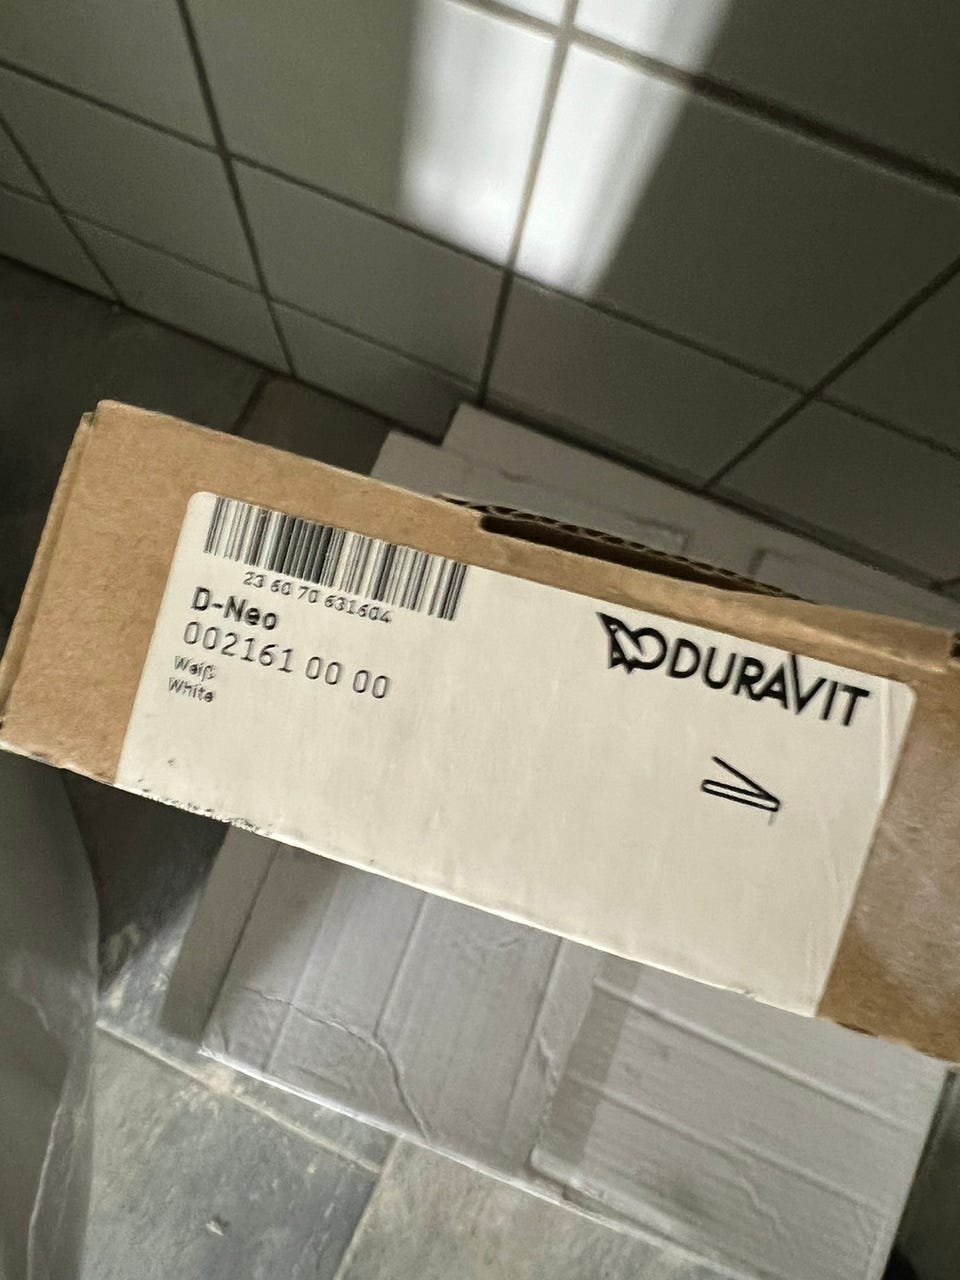 23 60 70 631604
D-Neo
002161 00 00
Weiß
White
DURAVIT